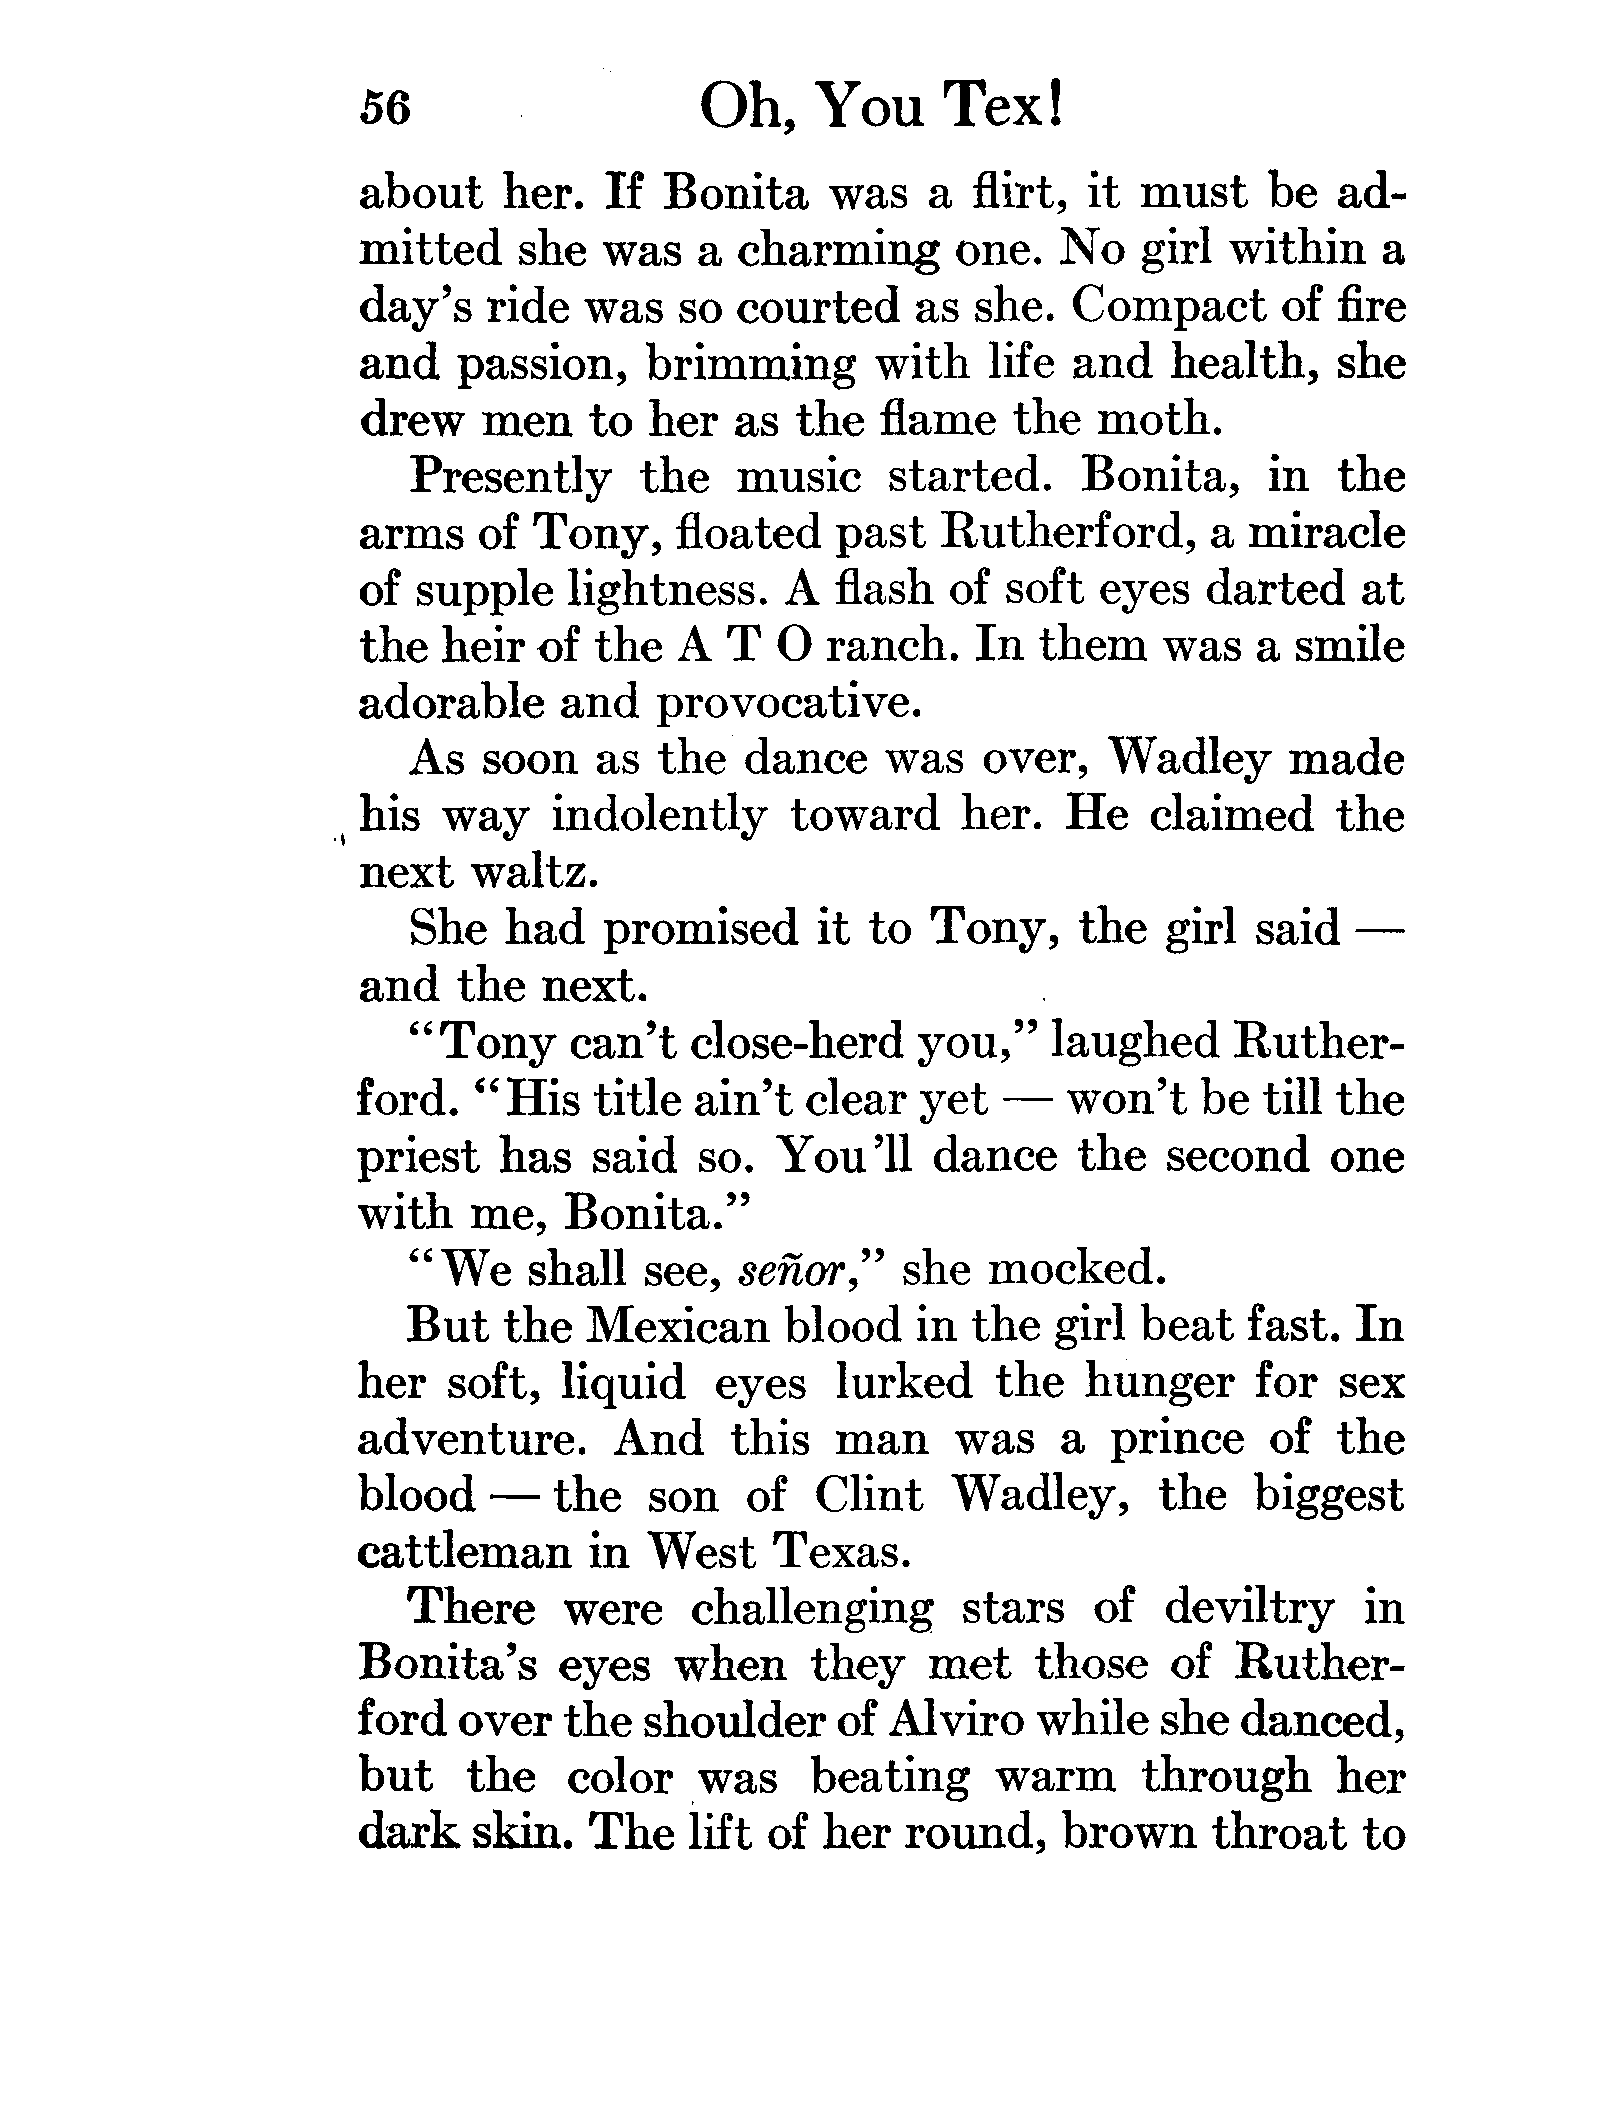 56 Oh, You Tex!
about her. If Bonita was a flirt, it must be ad-
mitted she was a charming one. No girl within a
day's ride was so courted as she. Compact of fire
and passion, brimming with life and health, she
drew men to her as the flame the moth.
Presently the music started. Bonita, in the
arms of Tony, floated past Rutherford, a miracle
of supple lightness. A flash of soft eyes darted at
the heir of the A T O ranch. In them was a smile
adorable and provocative.
As soon as the dance was over, Wadley made
his way indolently toward her. He claimed the
next waltz.
She had promised it to Tony, the girl said —
and the next.
“Tony can't close-herd you,” laughed Ruther-
ford. “His title ain't clear yet — won't be till the
priest has said so. You'll dance the second one
with me, Bonita.”
“We shall see, señor,” she mocked.
But the Mexican blood in the girl beat fast. In
her soft, liquid eyes lurked the hunger for sex
adventure. And this man was a prince of the
blood — the son of Clint Wadley, the biggest
cattleman in West Texas.
There were challenging stars of deviltry in
Bonita's eyes when they met those of Ruther-
ford over the shoulder of Alviro while she danced,
but the color was beating warm through her
dark skin. The lift of her round, brown throat to